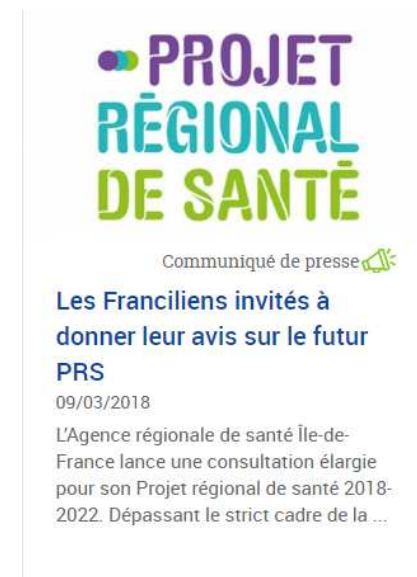 PROJET
RÉGIONAL
DE SANTÉ
Communiqué de presse
Les Franciliens invités à
donner leur avis sur le futur
PRS
09/03/2018
L'Agence régionale de santé Île-de-
France lance une consultation élargie
pour son Projet régional de santé 2018-
2022. Dépassant le strict cadre de la ...